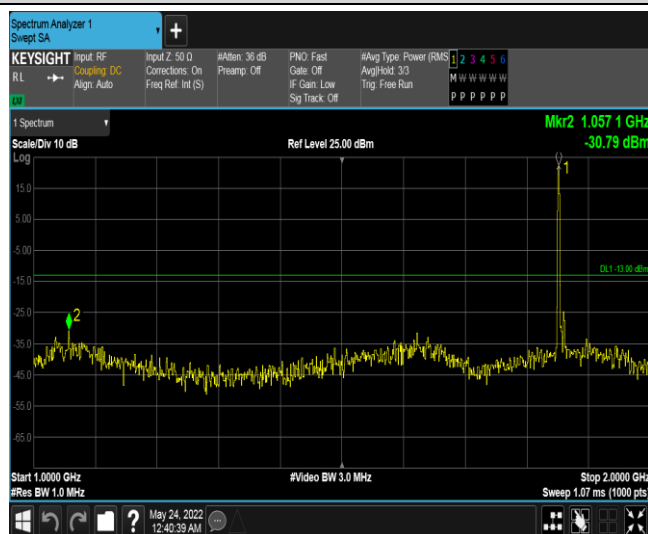 Spectrum Analyzer 1
Swept SA
+
KEYSIGHT
RL
LXI
Input: RF
Coupling: DC
Align: Auto
Input Z: 50 Ω
Corrections: On
Freq Ref: Int (S)
#Atten: 36 dB
Preamp: Off
PNO: Fast
Gate: Off
IF Gain: Low
Sig Track: Off
#Avg Type: Power (RMS
Avg|Hold: 3/3
Trig: Free Run
1 2 3 4 5 6
M W W W W W
P P P P P P
1 Spectrum
Mkr2 1.057 1 GHz
-30.79 dBm
Scale/Div 10 dB
Ref Level 25.00 dBm
Log
15.0
5.00
-5.00
-15.0
-25.0
-35.0
-45.0
-55.0
-65.0
1
DL1 -13.00 dBm
2
Start 1.0000 GHz
#Res BW 1.0 MHz
#Video BW 3.0 MHz
Stop 2.0000 GHz
Sweep 1.07 ms (1000 pts)
?
May 24, 2022
12:40:39 AM